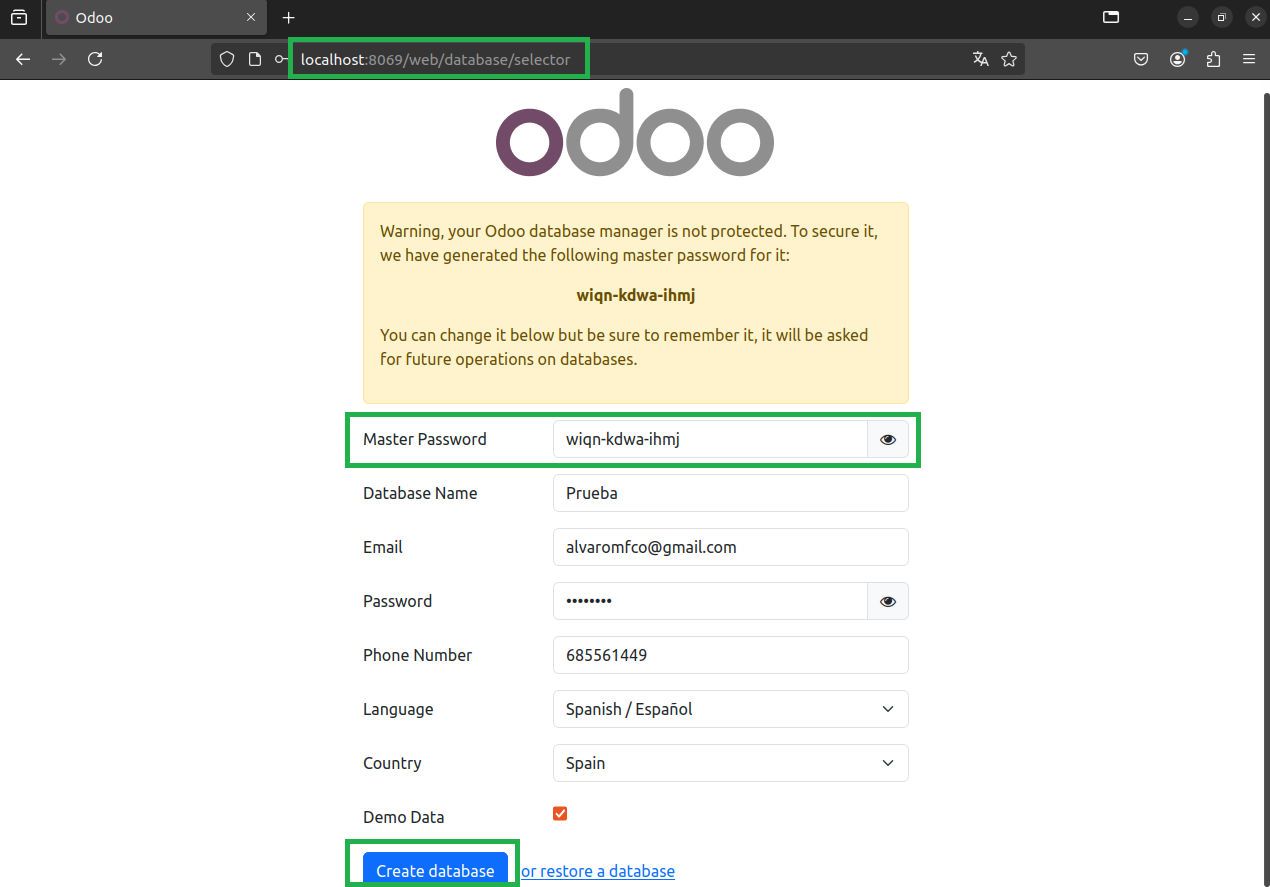 Odoo
localhost:8069/web/database/selector
odoo
Warning, your Odoo database manager is not protected. To secure it,
we have generated the following master password for it:
wiqn-kdwa-ihmj
You can change it below but be sure to remember it, it will be asked
for future operations on databases.
Master Password wiqn-kdwa-ihmj
Database Name Prueba
Email alvaromfco@gmail.com
Password ••••••••
Phone Number 685561449
Language Spanish / Español
Country Spain
Demo Data
Create database or restore a database